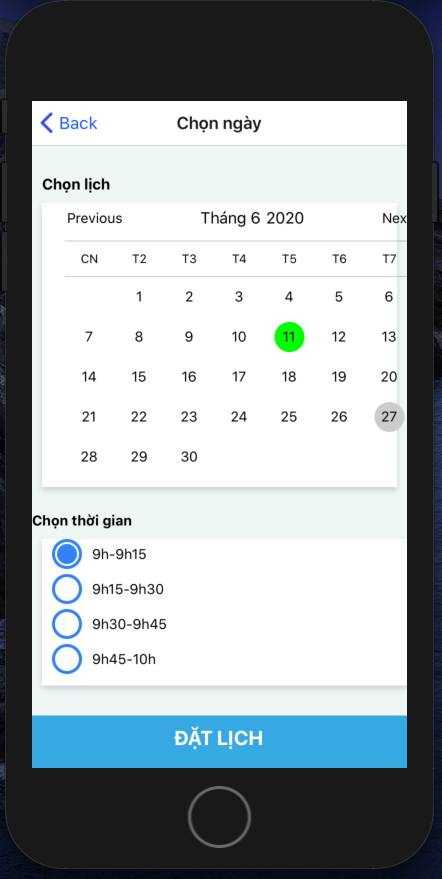 Back Chọn ngày
Chọn lịch
Previous Tháng 6 2020 Nex
CN T2 T3 T4 T5 T6 T7
1 2 3 4 5 6
7 8 9 10 11 12 13
14 15 16 17 18 19 20
21 22 23 24 25 26 27
28 29 30
Chọn thời gian
9h-9h15
9h15-9h30
9h30-9h45
9h45-10h
ĐẶT LỊCH